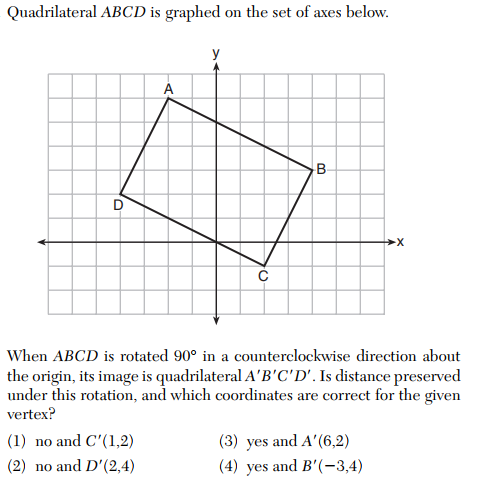 Quadrilateral ABCD is graphed on the set of axes below.
y
A
B
D
x
C
When ABCD is rotated 90° in a counterclockwise direction about
the origin, its image is quadrilateral A'B'C'D'. Is distance preserved
under this rotation, and which coordinates are correct for the given
vertex?
(1) no and C'(1,2)
(3) yes and A'(6,2)
(2) no and D'(2,4)
(4) yes and B'(−3,4)